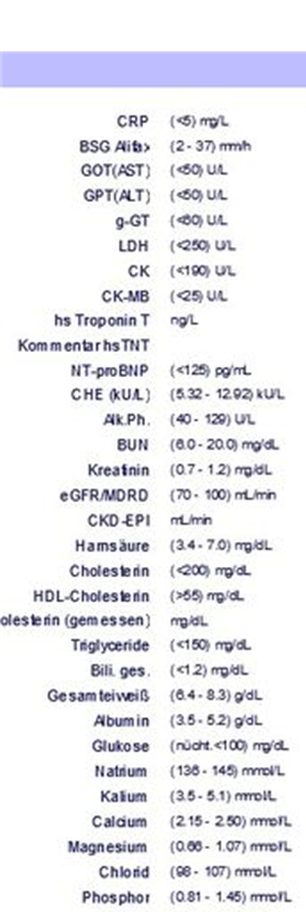 CRP (<5) mg/L
BSG Alifax (2 - 37) mm/h
GOT(AST) (<50) U/L
GPT(ALT) (<50) U/L
g-GT (<60) U/L
LDH (<250) U/L
CK (<190) U/L
CK-MB (<25) U/L
hs Troponin T ng/L
Kommentar hsTNT
NT-proBNP (<125) pg/mL
CHE (kU/L) (5.32 - 12.92) kU/L
Alk.Ph. (40 - 129) U/L
BUN (6.0 - 20.0) mg/dL
Kreatinin (0.7 - 1.2) mg/dL
eGFR/MDRD (70 - 100) mL/min
CKD-EPI mL/min
Harnsäure (3.4 - 7.0) mg/dL
Cholesterin (<200) mg/dL
HDL-Cholesterin (>55) mg/dL
olesterin (gemessen) mg/dL
Triglyceride (<150) mg/dL
Bili. ges. (<1.2) mg/dL
Gesamteiweiß (6.4 - 8.3) g/dL
Albumin (3.5 - 5.2) g/dL
Glukose (nücht.<100) mg/dL
Natrium (136 - 145) mmol/L
Kalium (3.5 - 5.1) mmol/L
Calcium (2.15 - 2.50) mmol/L
Magnesium (0.66 - 1.07) mmol/L
Chlorid (98 - 107) mmol/L
Phosphor (0.81 - 1.45) mmol/L